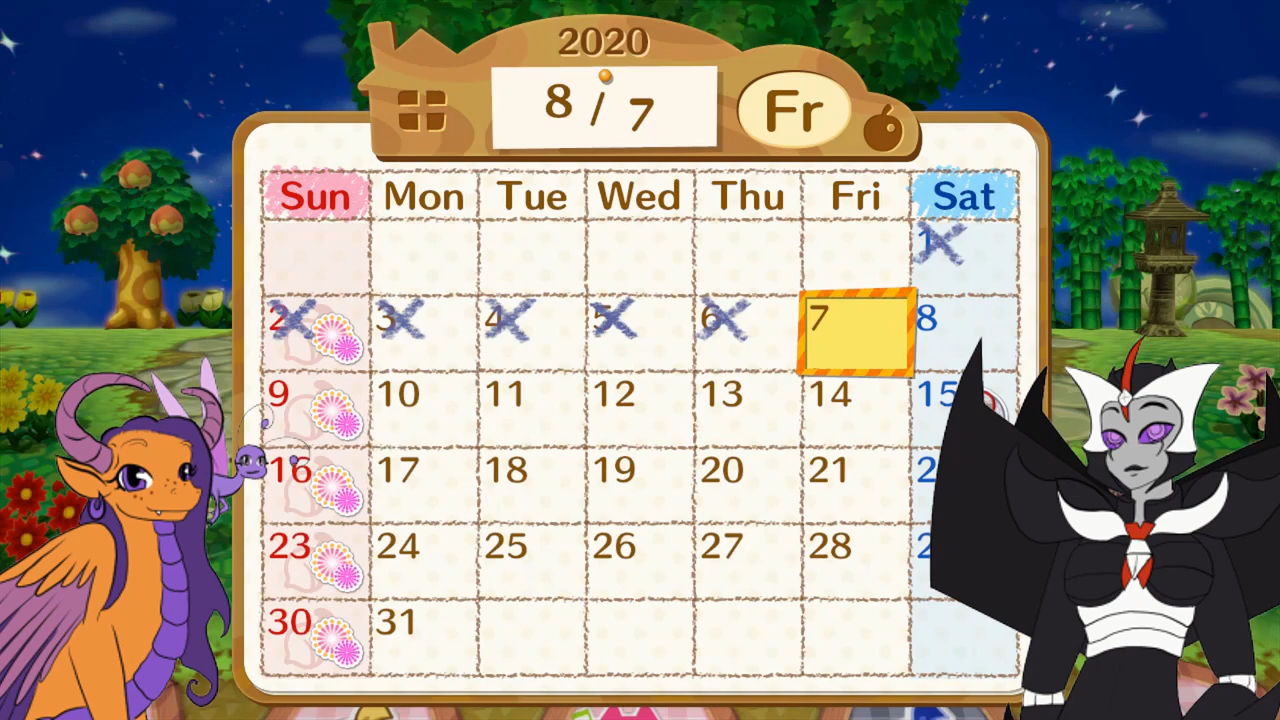 2020
8 / 7 Fr
Sun Mon Tue Wed Thu Fri Sat
1
2 3 4 5 6 7 8
9 10 11 12 13 14 15
16 17 18 19 20 21 2
23 24 25 26 27 28 2
30 31